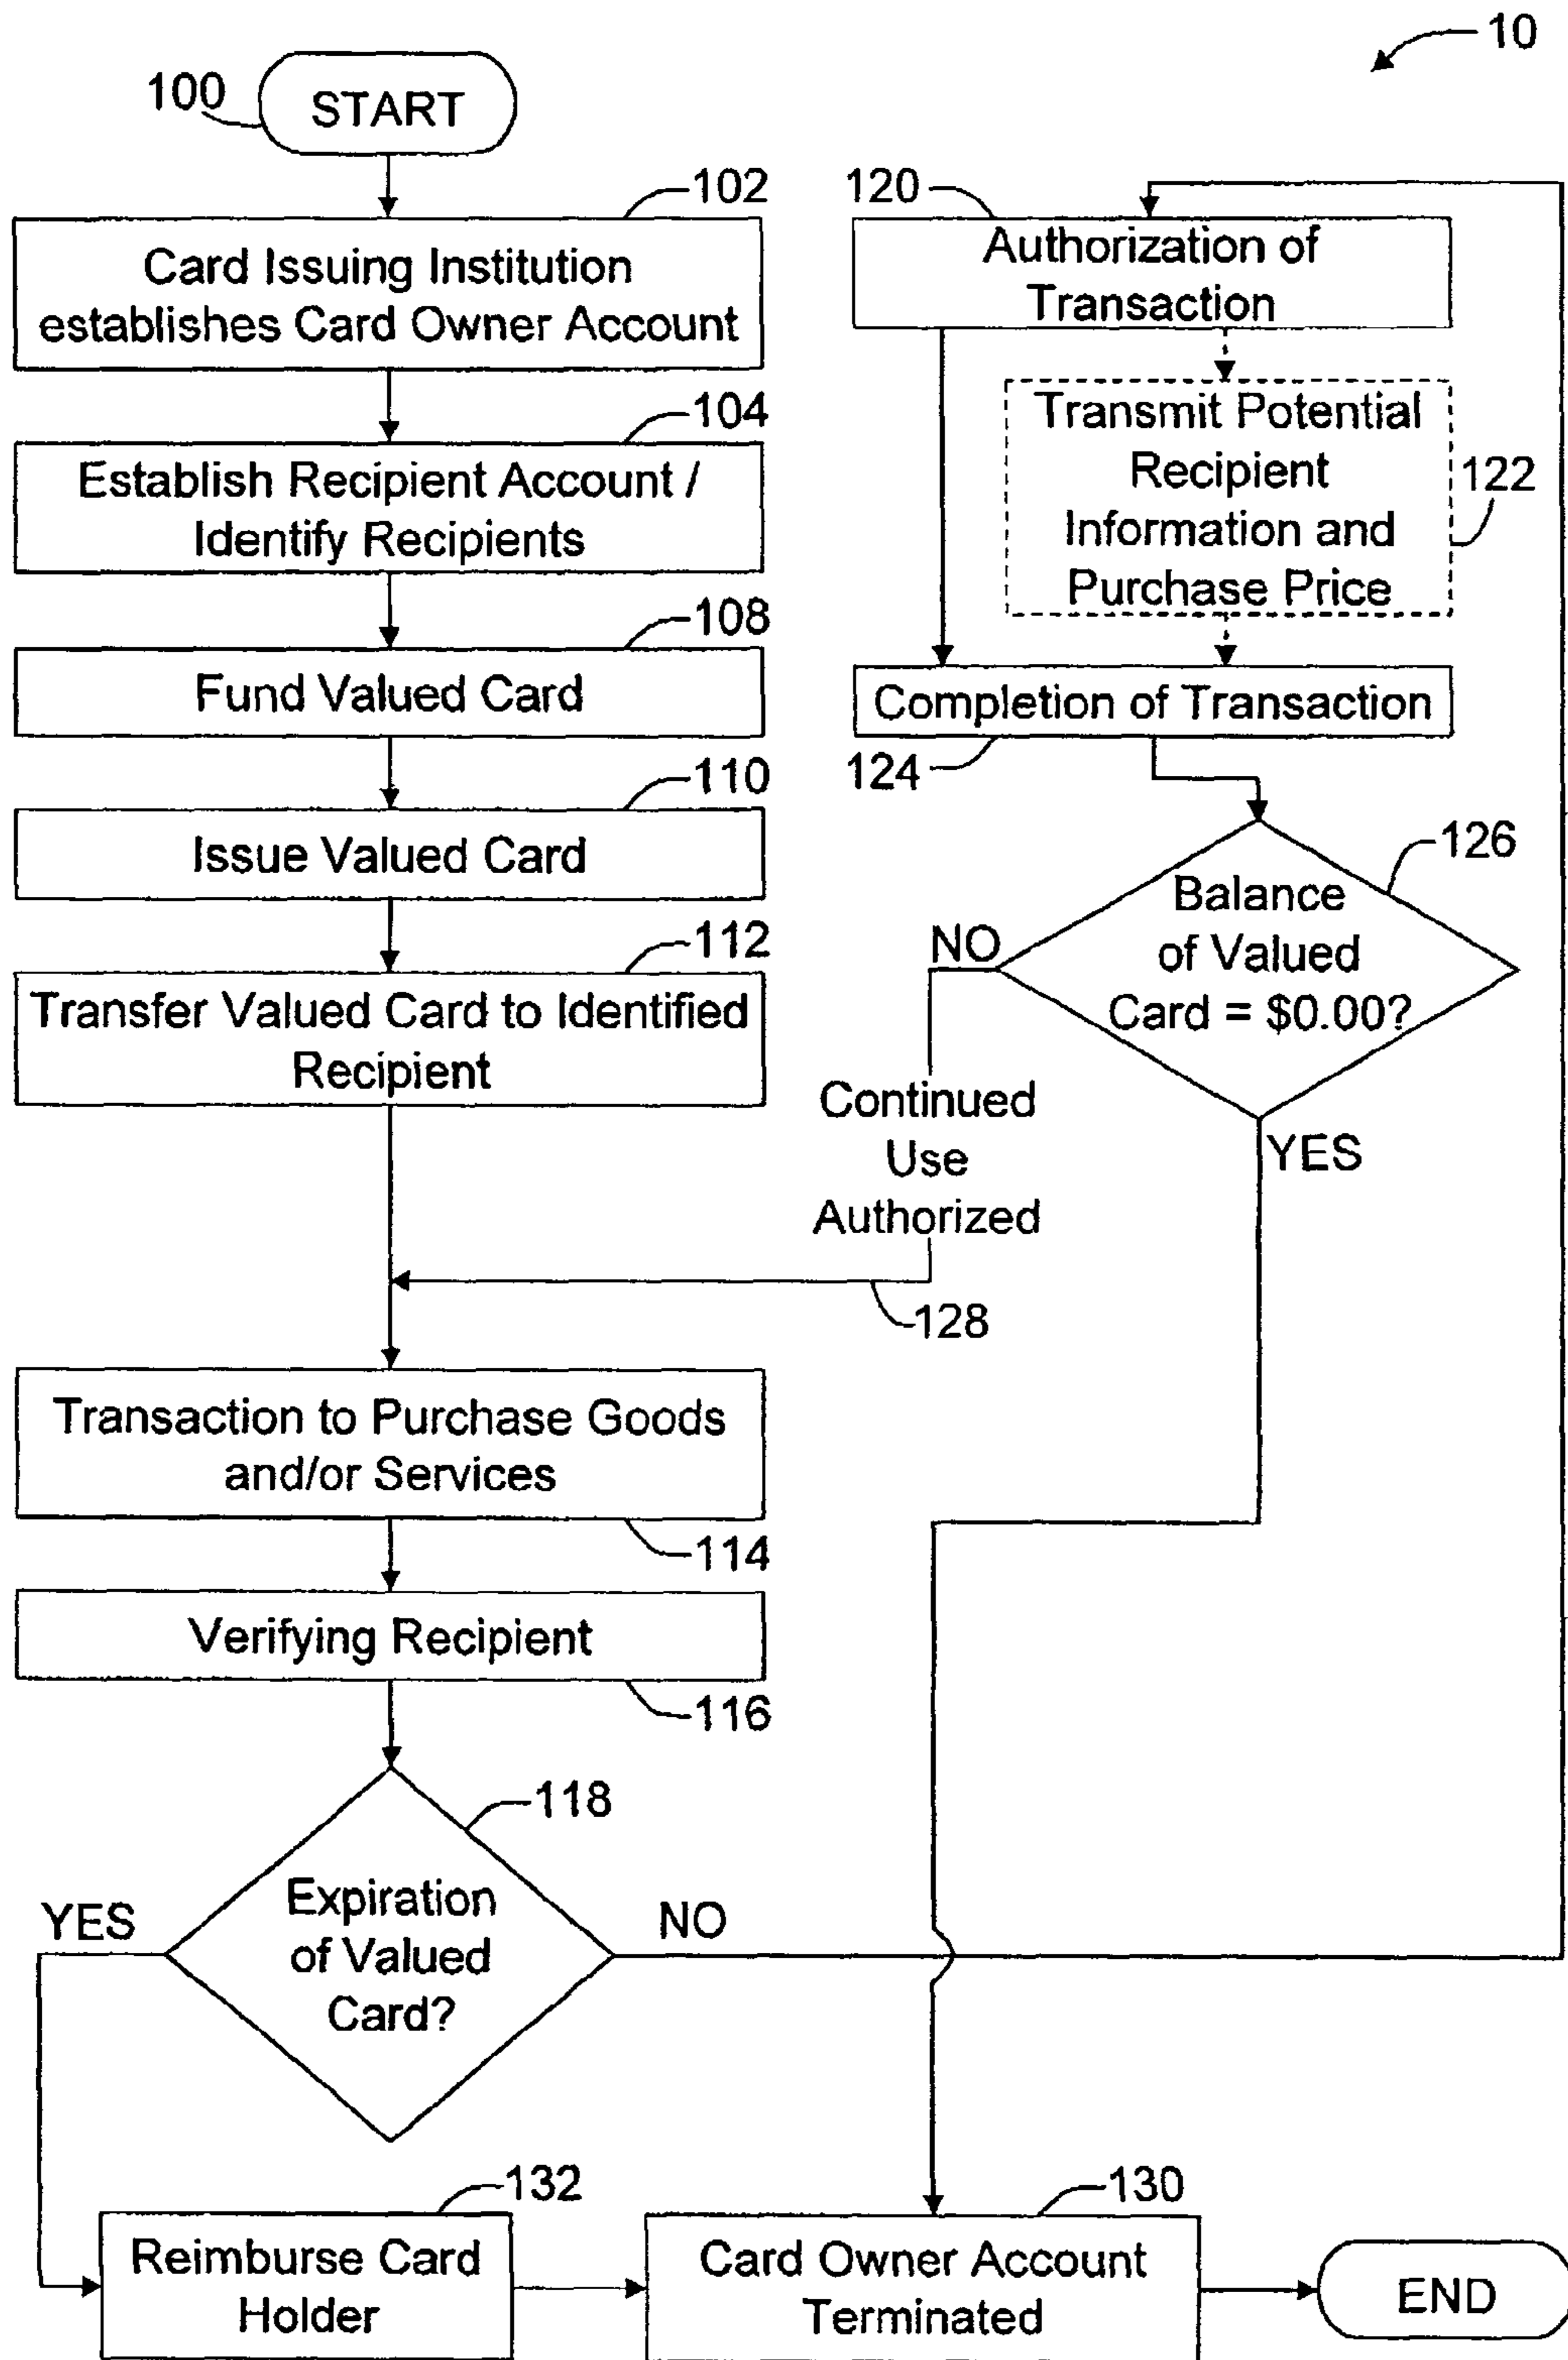 10
100
START
102
Card Issuing Institution
establishes Card Owner Account
104
Establish Recipient Account /
Identify Recipients
108
Fund Valued Card
110
Issue Valued Card
112
Transfer Valued Card to Identified
Recipient
Transaction to Purchase Goods
and/or Services
114
Verifying Recipient
116
118
Expiration
of Valued
Card?
YES
NO
120
Authorization of
Transaction
Transmit Potential
Recipient
Information and
Purchase Price
122
Completion of Transaction
124
126
Balance
of Valued
Card = $0.00?
NO
YES
Continued
Use
Authorized
128
132
Reimburse Card
Holder
130
Card Owner Account
Terminated
END